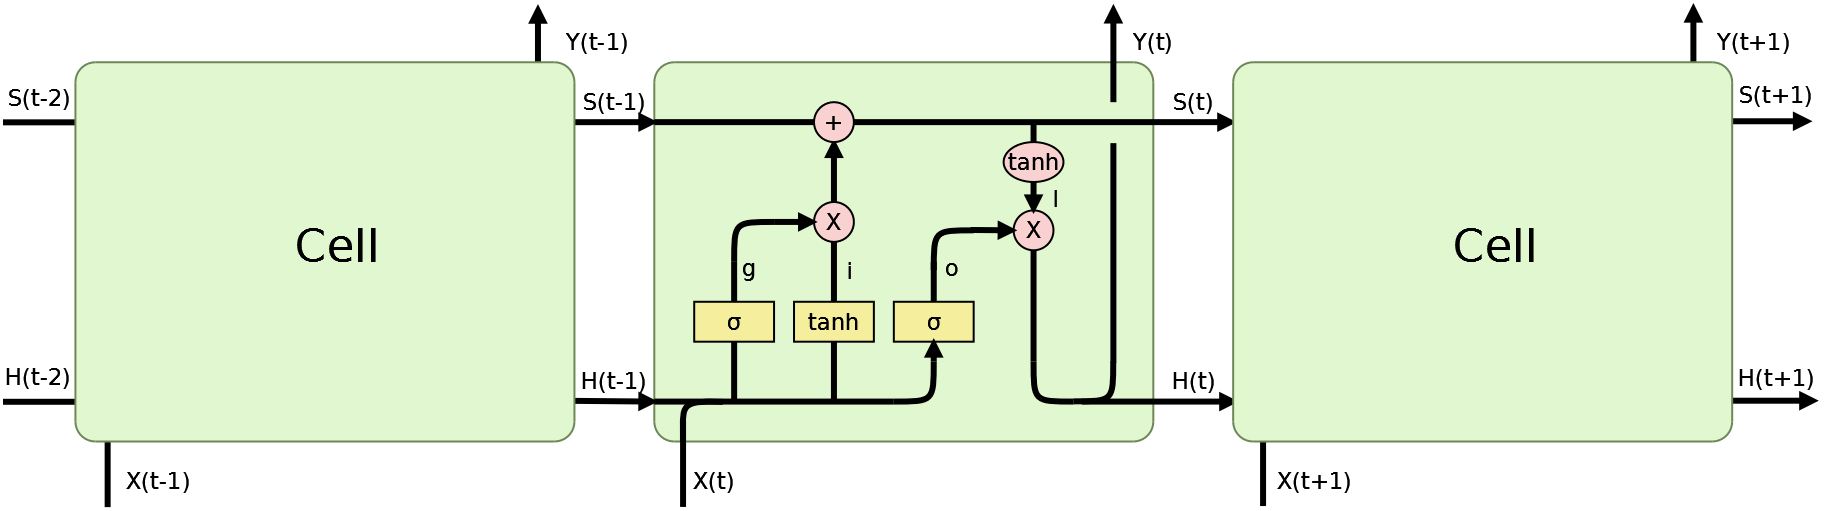 Y(t-1)
Y(t)
Y(t+1)
S(t-2)
S(t-1)
S(t)
S(t+1)
+
tanh
l
X
X
Cell
Cell
g
i
o
σ
tanh
σ
H(t-2)
H(t-1)
H(t)
H(t+1)
X(t-1)
X(t)
X(t+1)